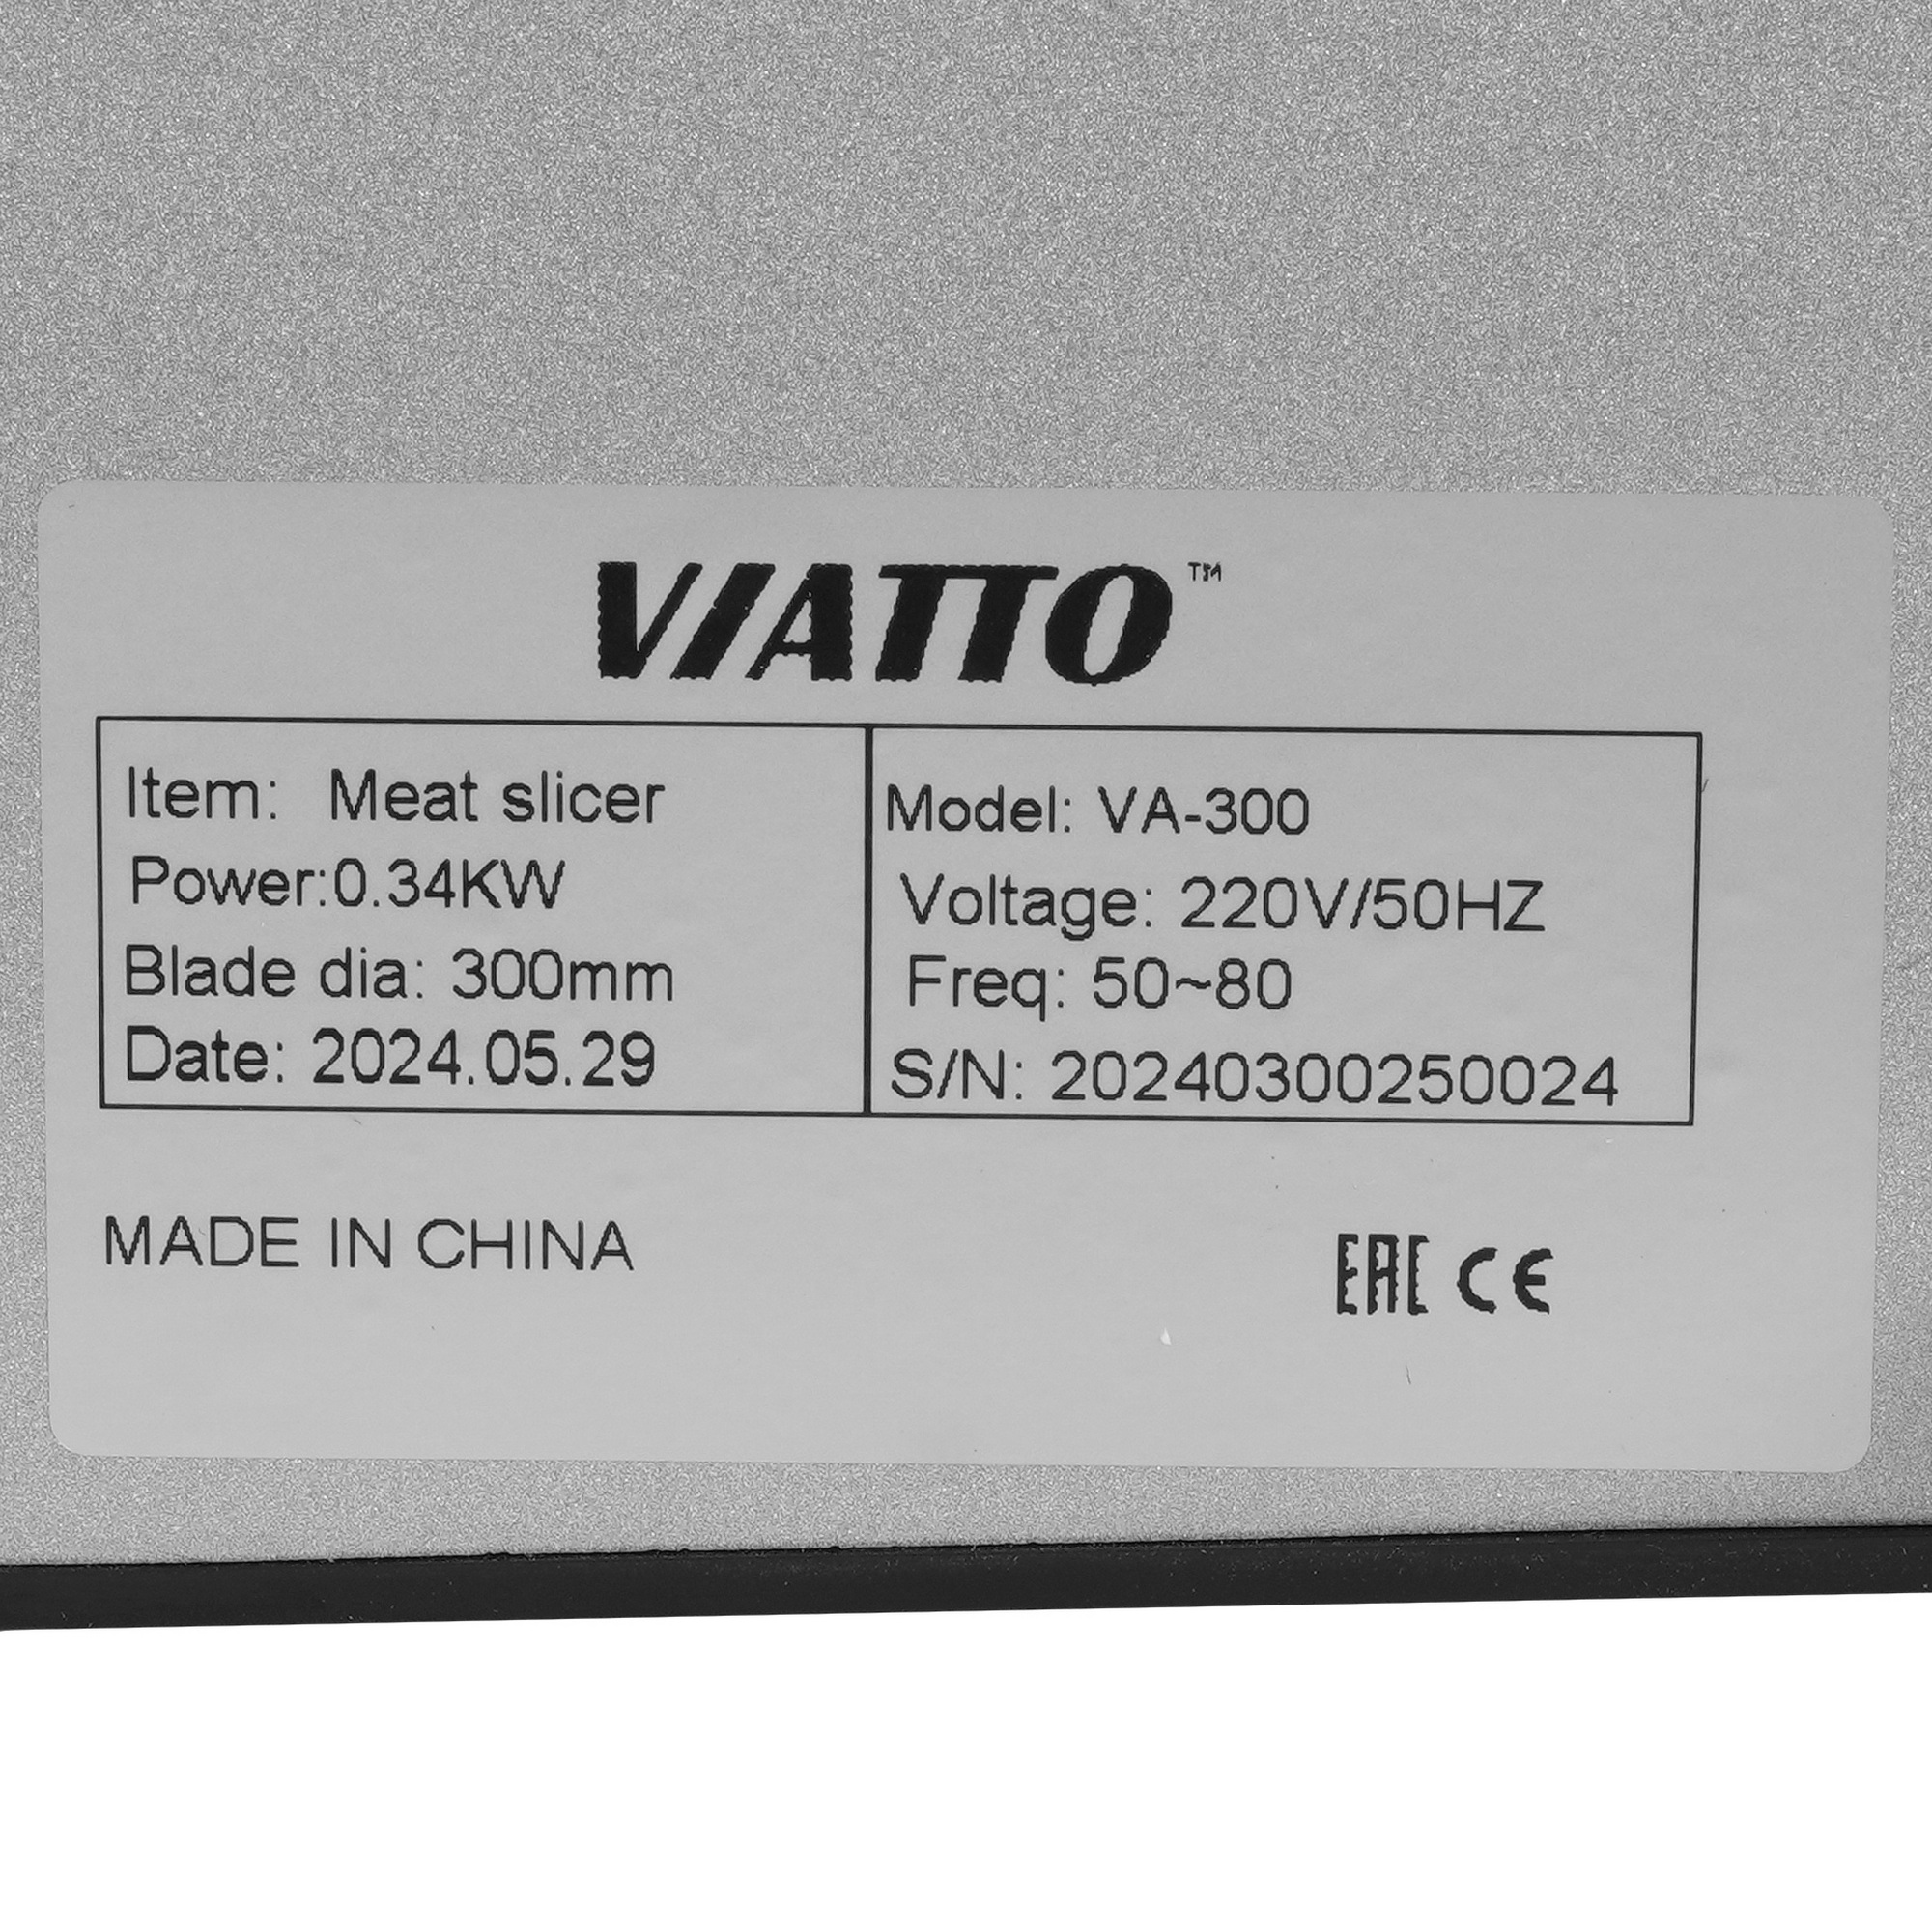 VIATTO™
Item: Meat slicer
Power:0.34KW
Blade dia: 300mm
Date: 2024.05.29
Model: VA-300
Voltage: 220V/50HZ
Freq: 50~80
S/N: 20240300250024
MADE IN CHINA
EAC CE